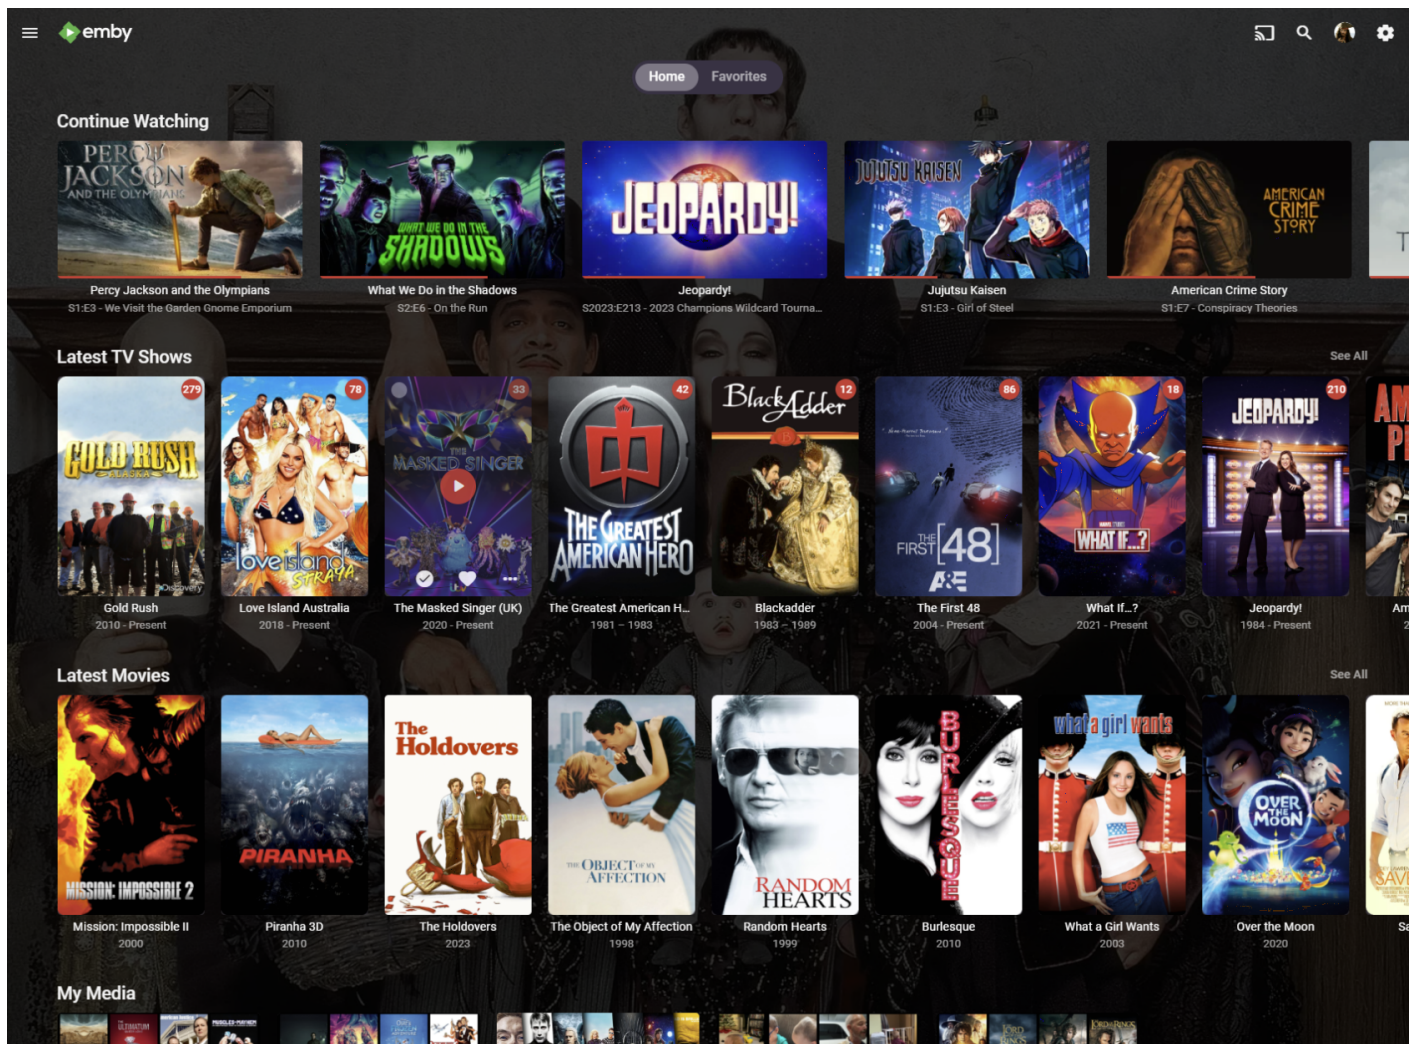 emby
Home Favorites
Continue Watching
PERCY
JACKSON
AND THE OLYMPIANS
WHAT WE DO IN THE
SHADOWS
JEOPARDY!
JUJUTSU KAISEN
AMERICAN
CRIME
STORY
T
Percy Jackson and the Olympians
What We Do in the Shadows
Jeopardy!
Jujutsu Kaisen
American Crime Story
S1:E3 - We Visit the Garden Gnome Emporium
S2:E6 - On the Run
S2023:E213 - 2023 Champions Wildcard Tourna...
S1:E3 - Girl of Steel
S1:E7 - Conspiracy Theories
Latest TV Shows
See All
279
GOLD RUSH
ALASKA
Discovery
78
love island
STRAYA
33
THE
MASKED SINGER
42
THE GREATEST
AMERICAN HERO
12
BlackAdder
86
THE
FIRST [48]
A&E
18
MARVEL STUDIOS
WHAT IF...?
210
JEOPARDY!
AM
PI
Gold Rush
Love Island Australia
The Masked Singer (UK)
The Greatest American H...
Blackadder
The First 48
What If…?
Jeopardy!
Am
2010 - Present
2018 - Present
2020 - Present
1981 – 1983
1983 – 1989
2004 - Present
2021 - Present
1984 - Present
2
Latest Movies
See All
MISSION: IMPOSSIBLE 2
PIRANHA
The
Holdovers
THE OBJECT OF MY
AFFECTION
RANDOM
HEARTS
BURLESQUE
what a girl wants
OVER
THE
MOON
SAV
Mission: Impossible II
Piranha 3D
The Holdovers
The Object of My Affection
Random Hearts
Burlesque
What a Girl Wants
Over the Moon
Sa
2000
2010
2023
1998
1999
2010
2003
2020
My Media
ULTIMATUM